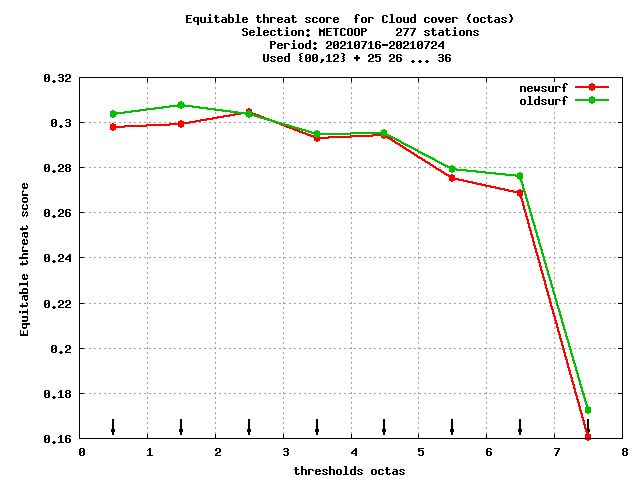 Equitable threat score  for Cloud cover (octas)
Selection: METCOOP    277 stations
Period: 20210716-20210724
Used {00,12} + 25 26 ... 36
newsurf
oldsurf
0.32
0.3
0.28
0.26
0.24
0.22
0.2
0.18
0.16
Equitable threat score
0 1 2 3 4 5 6 7 8
thresholds octas